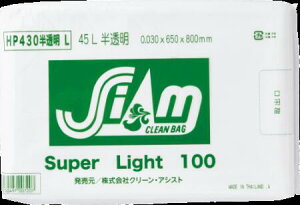 HP430半透明 L 45L 半透明 0.030×650×800mm
Siam
CLEAN BAG
Super Light 100
発売元／株式会社クリーン・アシスト
MADE IN THAILAND